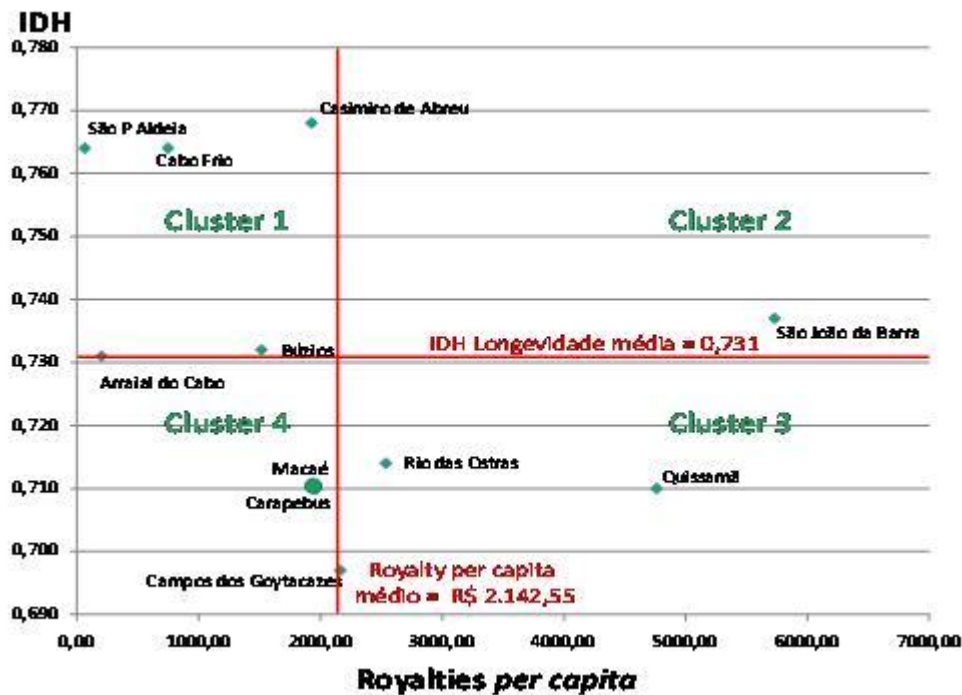 IDH
0,780
0,770
0,760
0,750
0,740
0,730
0,720
0,710
0,700
0,690
Casimiro de Abreu
São P Aldeia
Cabo Frio
Cluster 1
Cluster 2
São João da Barra
IDH Longevidade média = 0,731
Búzios
Arraial do Cabo
Cluster 4
Cluster 3
Macaé
Carapebus
Rio das Ostras
Quissamã
Campos dos Goytacazes
Royalty per capita
médio = R$ 2.142,55
0,00
1000,00
2000,00
3000,00
4000,00
5000,00
6000,00
7000,00
Royalties per capita